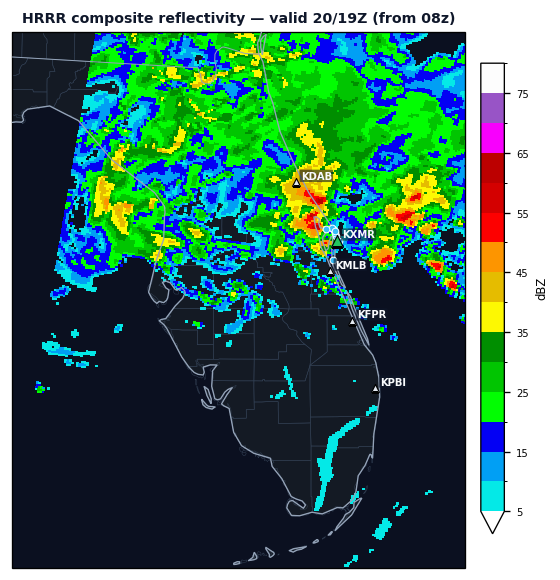 HRRR composite reflectivity — valid 20/19Z (from 08z)
KDAB
KXMR
KMLB
KFPR
KPBI
75
65
55
45
35
25
15
5
dBZ